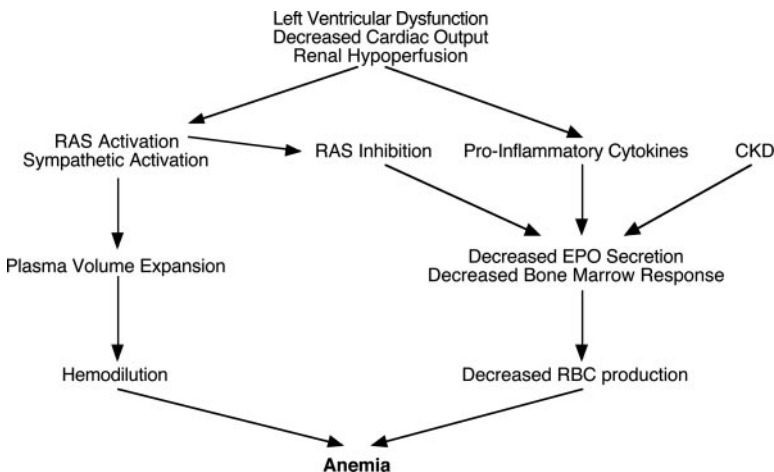 Left Ventricular Dysfunction
Decreased Cardiac Output
Renal Hypoperfusion
RAS Activation
Sympathetic Activation
RAS Inhibition
Pro-Inflammatory Cytokines
CKD
Plasma Volume Expansion
Decreased EPO Secretion
Decreased Bone Marrow Response
Hemodilution
Decreased RBC production
Anemia